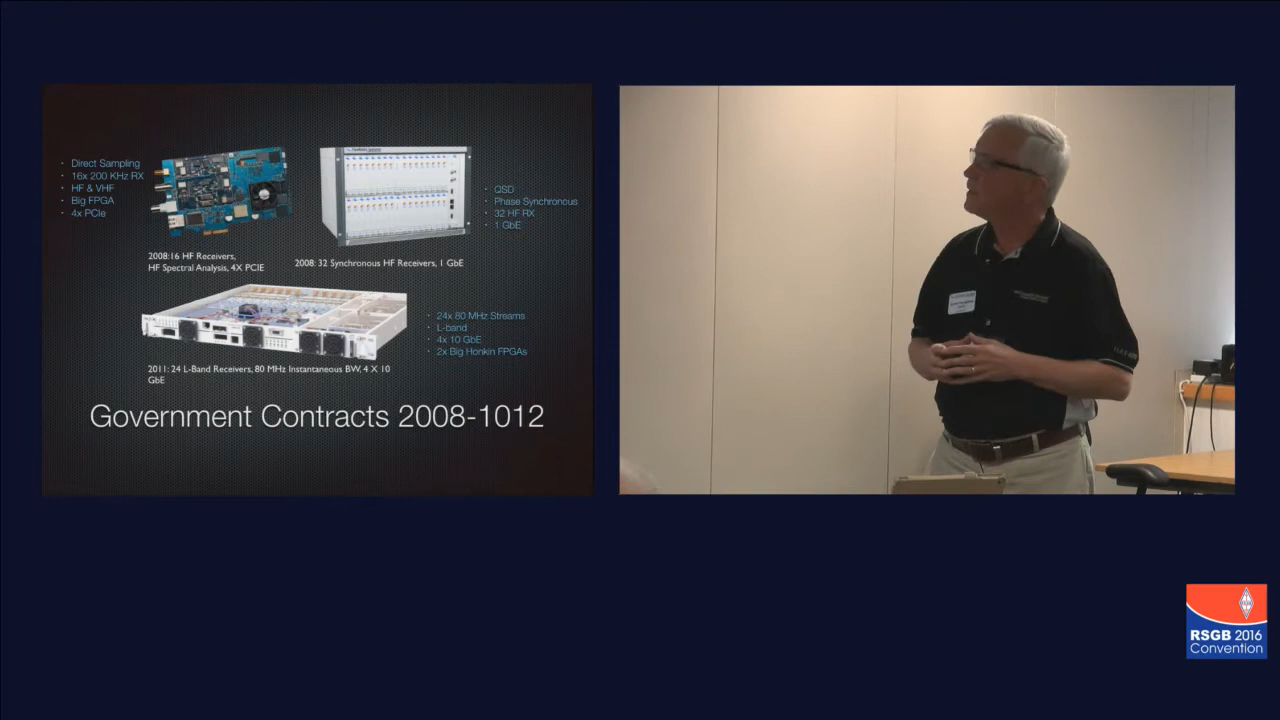 · Direct Sampling
· 16x 200 KHz RX
· HF & VHF
· Big FPGA
· 4x PCIe
2008:16 HF Receivers,
HF Spectral Analysis, 4X PCIE
· QSD
· Phase Synchronous
· 32 HF RX
· 1 GbE
2008: 32 Synchronous HF Receivers, 1 GbE
· 24x 80 MHz Streams
· L-band
· 4x 10 GbE
· 2x Big Honkin FPGAs
2011: 24 L-Band Receivers, 80 MHz Instantaneous BW, 4 X 10
GbE
Government Contracts 2008-1012
RSGB 2016
Convention